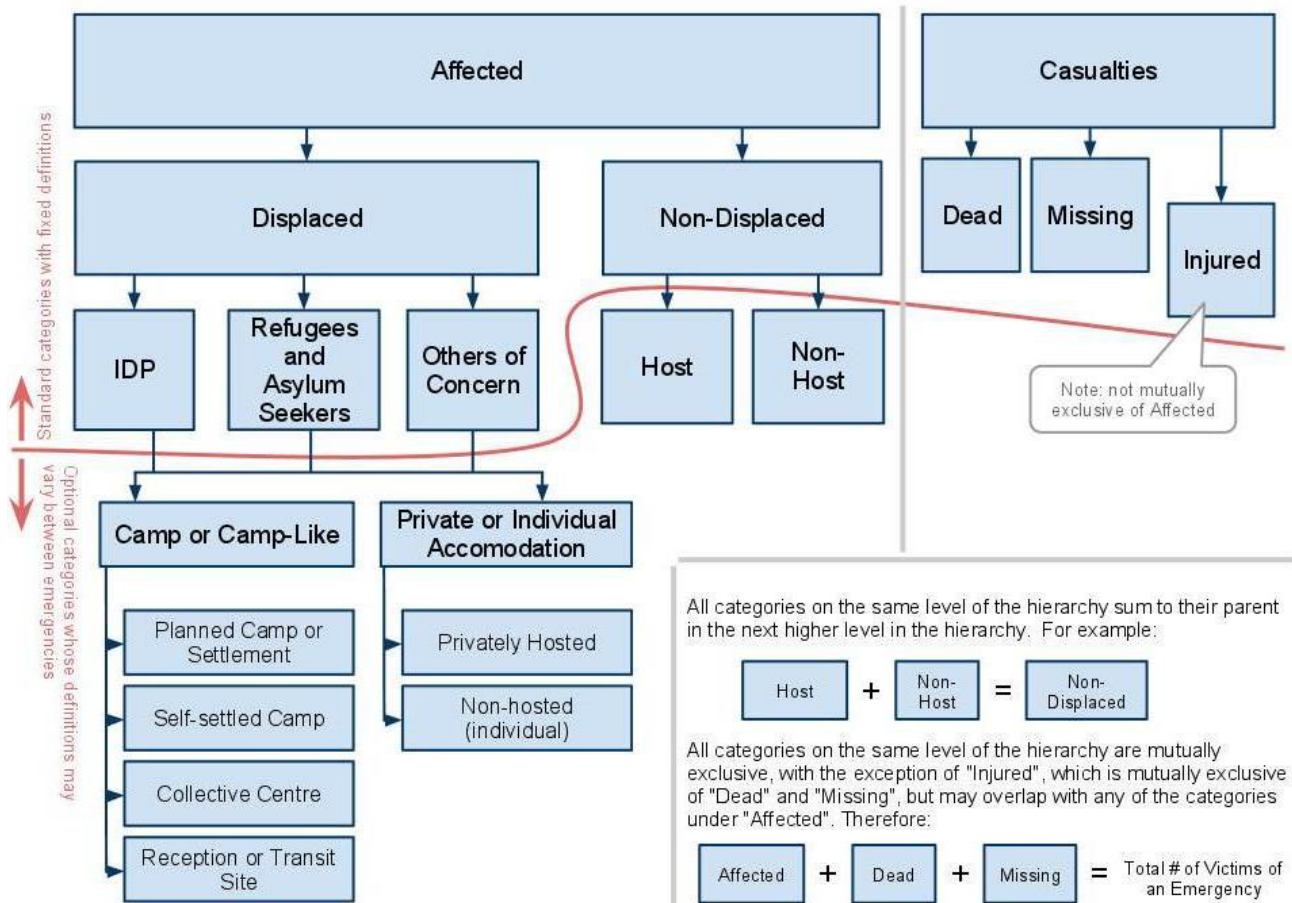 Affected
Casualties
Displaced
Non-Displaced
Dead
Missing
Injured
IDP
Refugees
and
Asylum
Seekers
Others of
Concern
Host
Non-
Host
Note: not mutually
exclusive of Affected
Standard categories with fixed definitions
Optional categories whose definitions may
vary between emergencies
Camp or Camp-Like
Private or Individual
Accomodation
Planned Camp or
Settlement
Self-settled Camp
Collective Centre
Reception or Transit
Site
Privately Hosted
Non-hosted
(individual)
All categories on the same level of the hierarchy sum to their parent
in the next higher level in the hierarchy. For example:
Host + Non-
Host = Non-
Displaced
All categories on the same level of the hierarchy are mutually
exclusive, with the exception of "Injured", which is mutually exclusive
of "Dead" and "Missing", but may overlap with any of the categories
under "Affected". Therefore:
Affected + Dead + Missing = Total # of Victims of
an Emergency